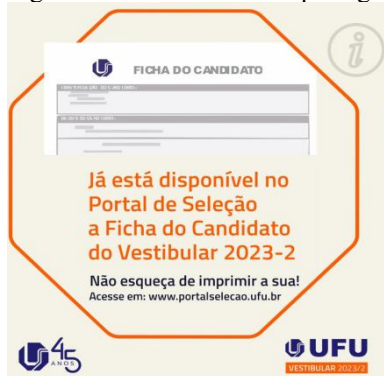 FICHA DO CANDIDATO
Já está disponível no
Portal de Seleção
a Ficha do Candidato
do Vestibular 2023-2
Não esqueça de imprimir a sua!
Acesse em: www.portalselecao.ufu.br
45
ANOS
UFU
VESTIBULAR 2023/2